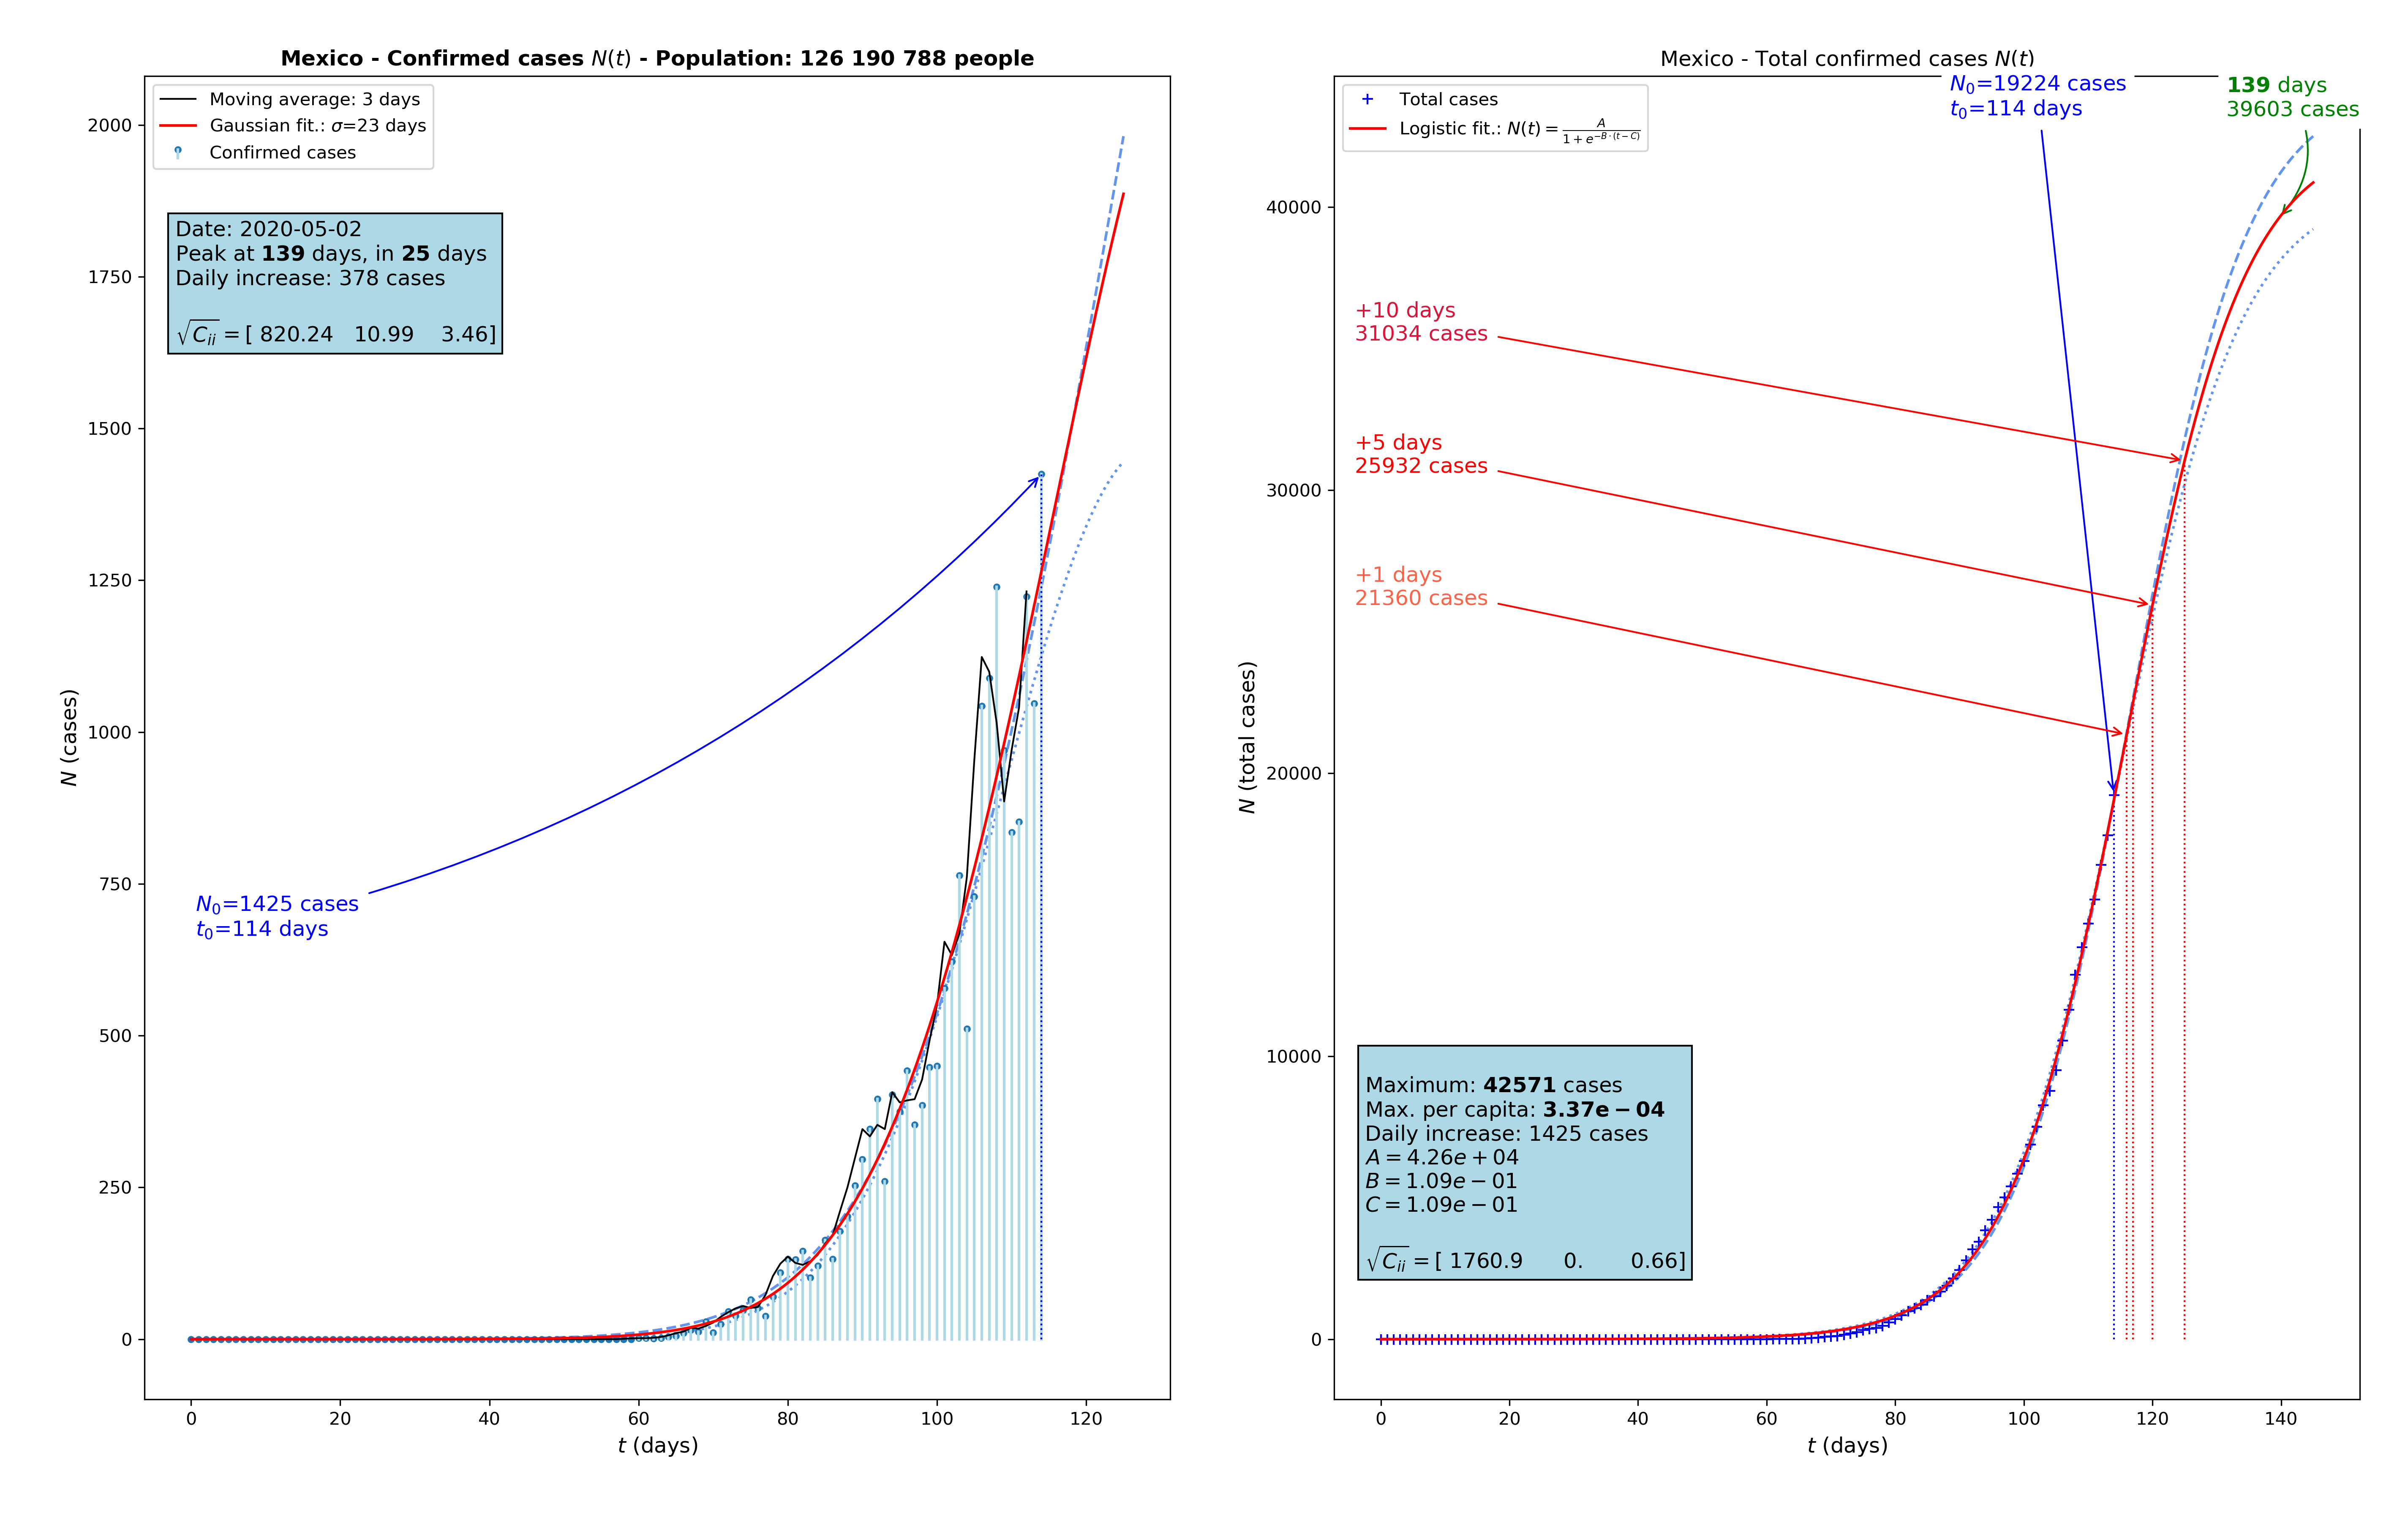 Mexico - Confirmed cases N(t) - Population: 126 190 788 people
Moving average: 3 days
Gaussian fit.: σ=23 days
Confirmed cases
Date: 2020-05-02
Peak at 139 days, in 25 days
Daily increase: 378 cases
√C_{ii} = [ 820.24 10.99 3.46]
N_0=1425 cases
t_0=114 days
2000
1750
1500
1250
1000
750
500
250
0
N (cases)
0 20 40 60 80 100 120
t (days)
Mexico - Total confirmed cases N(t)
Total cases
Logistic fit.: N(t) = \frac{A}{1 + e^{-B·(t-C)}}
N_0=19224 cases
t_0=114 days
139 days
39603 cases
+10 days
31034 cases
+5 days
25932 cases
+1 days
21360 cases
Maximum: 42571 cases
Max. per capita: 3.37e − 04
Daily increase: 1425 cases
A = 4.26e + 04
B = 1.09e − 01
C = 1.09e − 01
√C_{ii} = [ 1760.9 0. 0.66]
40000
30000
20000
10000
0
N (total cases)
0 20 40 60 80 100 120 140
t (days)